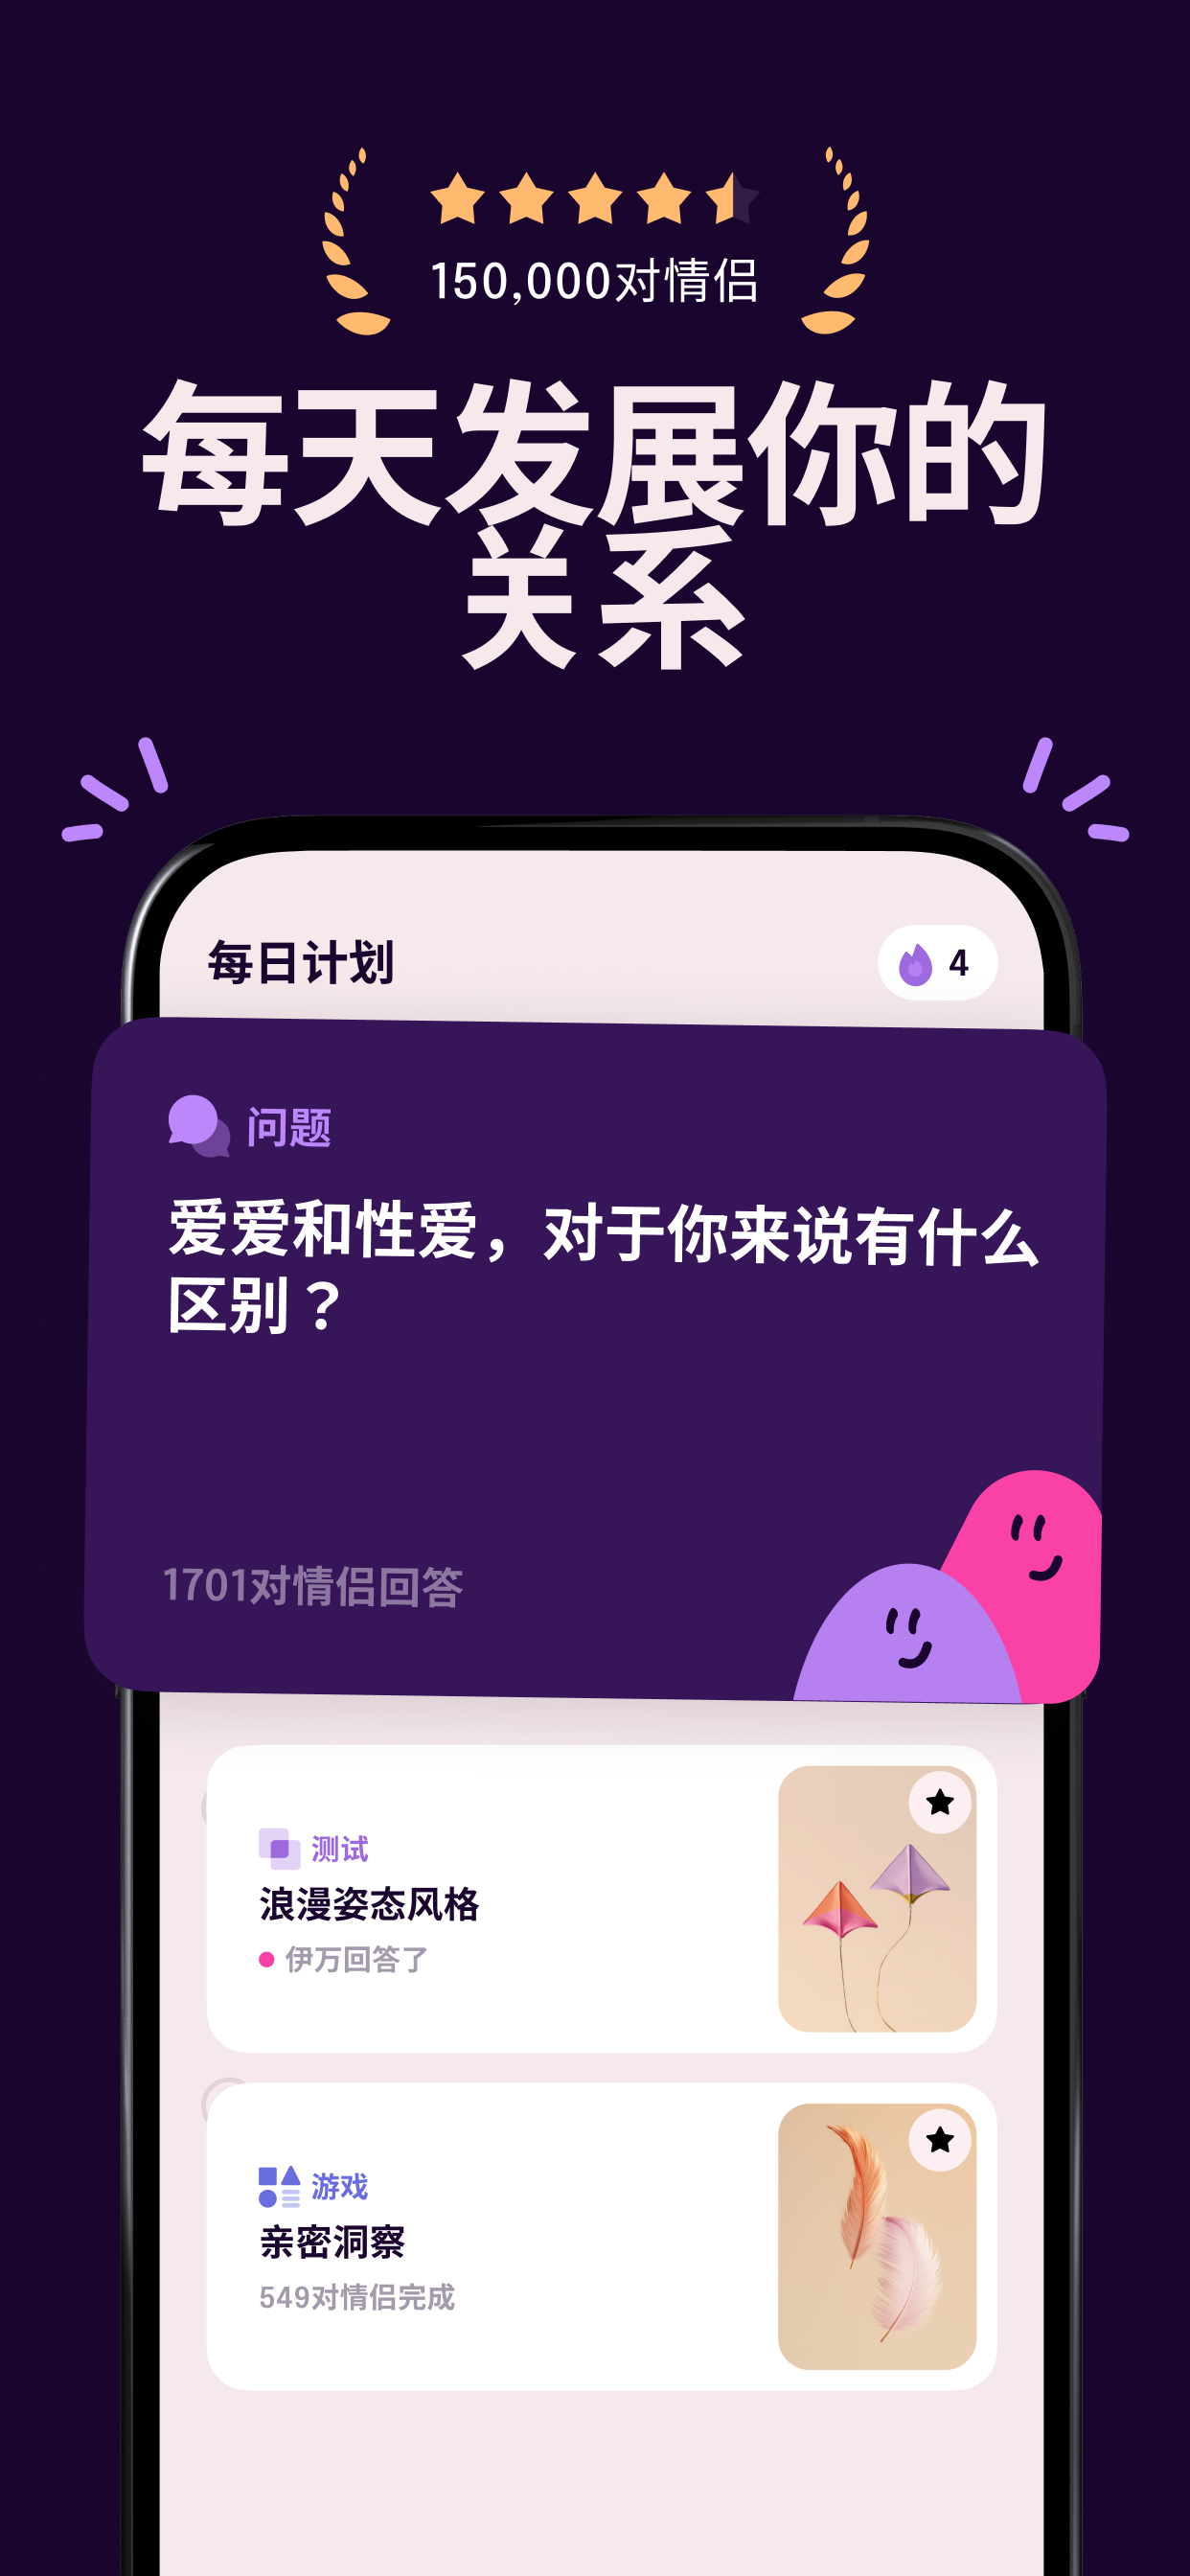 150,000对情侣
每天发展你的
关系
每日计划
4
问题
爱爱和性爱，对于你来说有什么
区别？
1701对情侣回答
测试
浪漫姿态风格
伊万回答了
游戏
亲密洞察
549对情侣完成